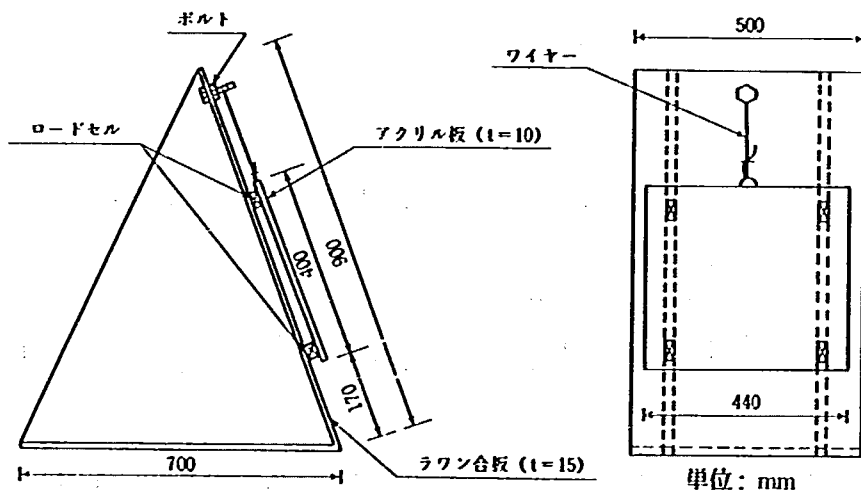 ボルト
500
ワイヤー
ロードセル
アクリル板 (t=10)
900
400
170
440
700
ラワン合板 (t=15)
単位: mm